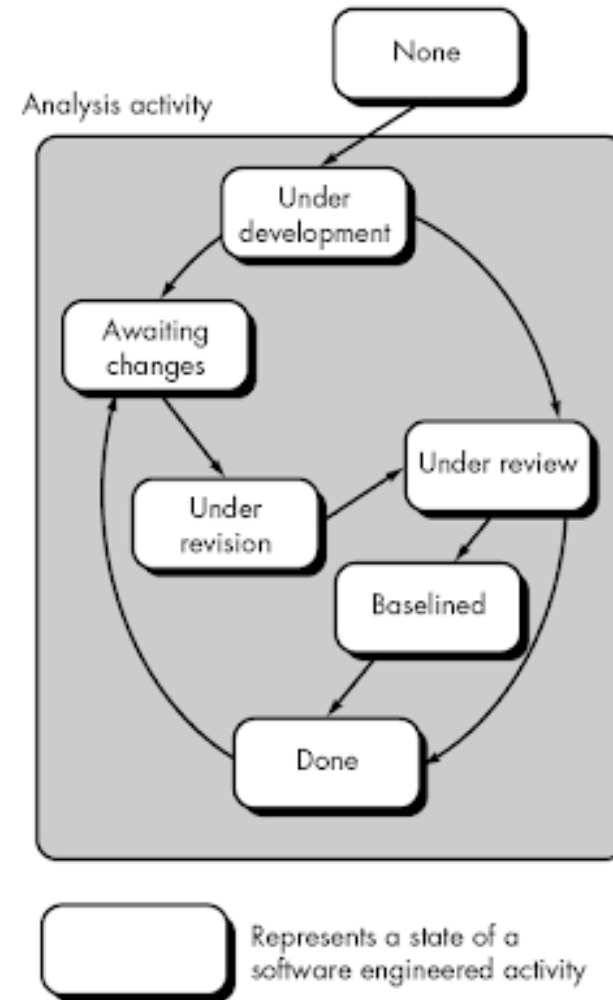 None
Analysis activity
Under
development
Awaiting
changes
Under review
Under
revision
Baselined
Done
Represents a state of a
software engineered activity